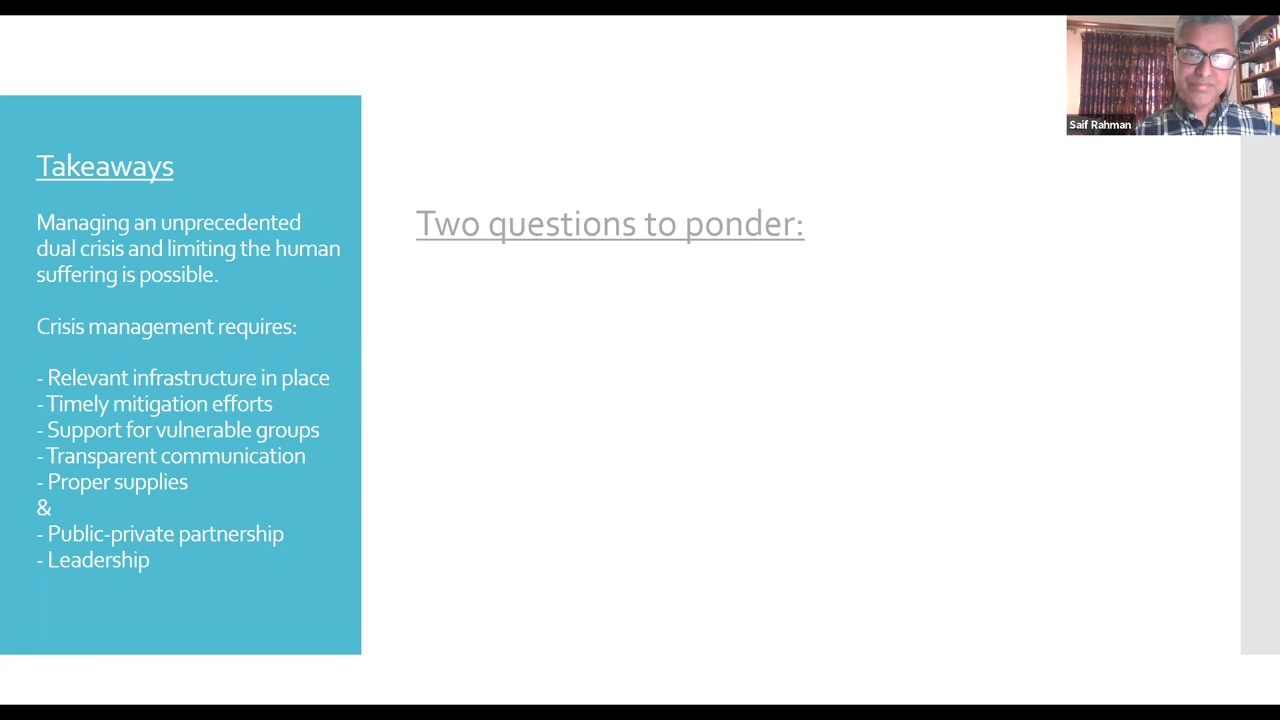 Saif Rahman
Takeaways
Managing an unprecedented
dual crisis and limiting the human
suffering is possible.
Crisis management requires:
- Relevant infrastructure in place
- Timely mitigation efforts
- Support for vulnerable groups
- Transparent communication
- Proper supplies
&
- Public-private partnership
- Leadership
Two questions to ponder: